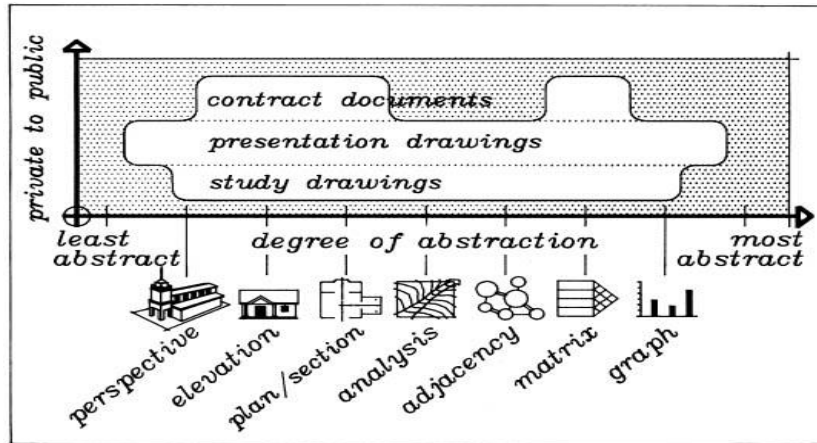 private to public
contract documents
presentation drawings
study drawings
least abstract
degree of abstraction
most abstract
perspective
elevation
plan/section
analysis
adjacency
matrix
graph